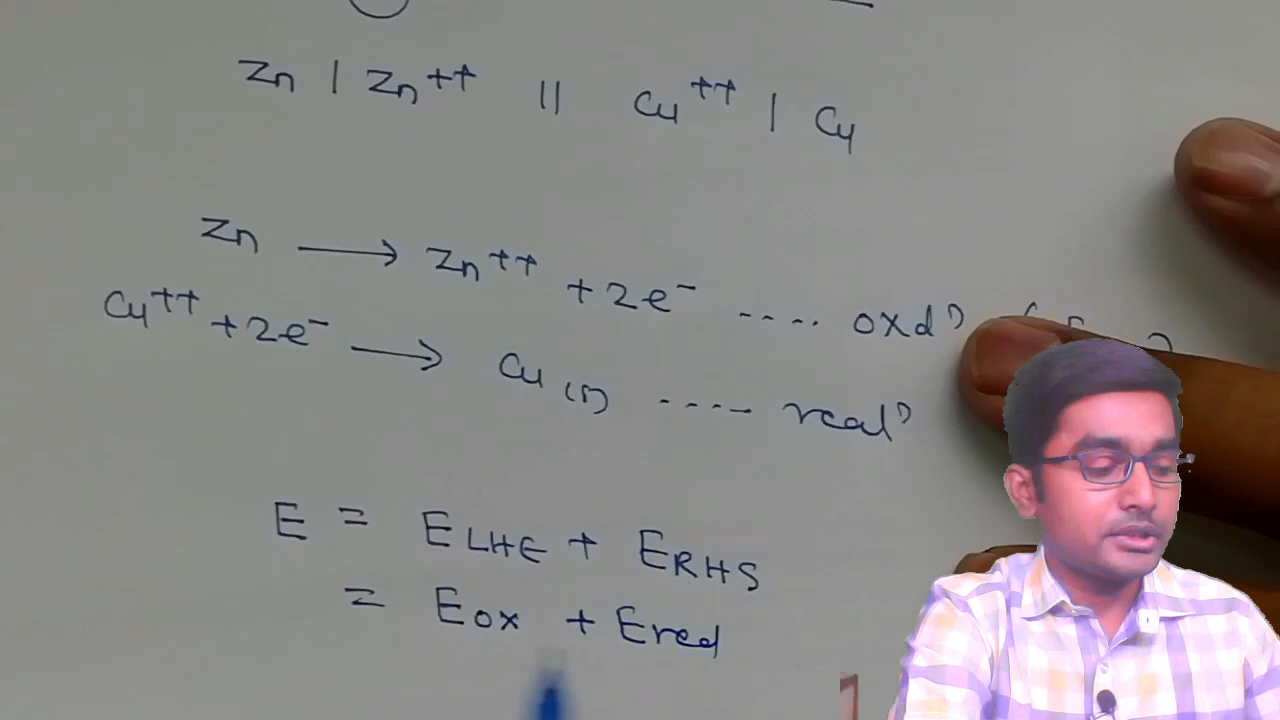 Zn | Zn++ || Cu++ | Cu
Zn ⟶ Zn++ + 2e- .... oxdⁿ
Cu++ + 2e- ⟶ Cu (s) .... redⁿ
E = ELHE + ERHS
= Eox + Ered